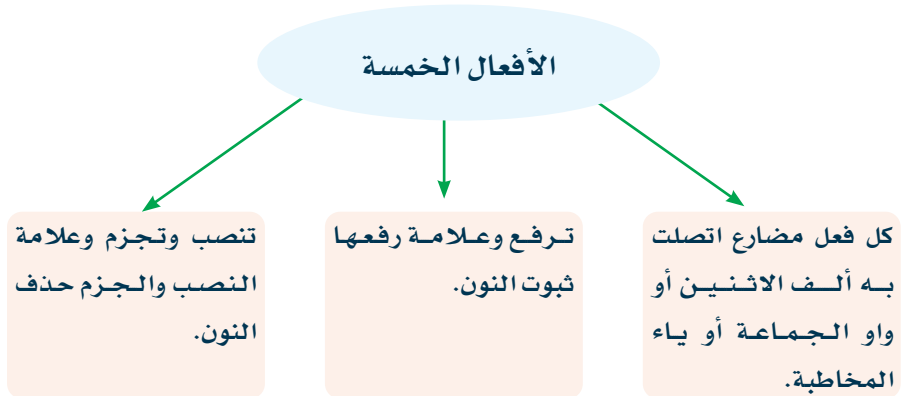 الأفعال الخمسة
كل فعل مضارع اتصلت
به ألف الاثنين أو
واو الجماعة أو ياء
المخاطبة.
ترفع وعلامة رفعها
ثبوت النون.
تنصب وتجزم وعلامة
النصب والجزم حذف
النون.